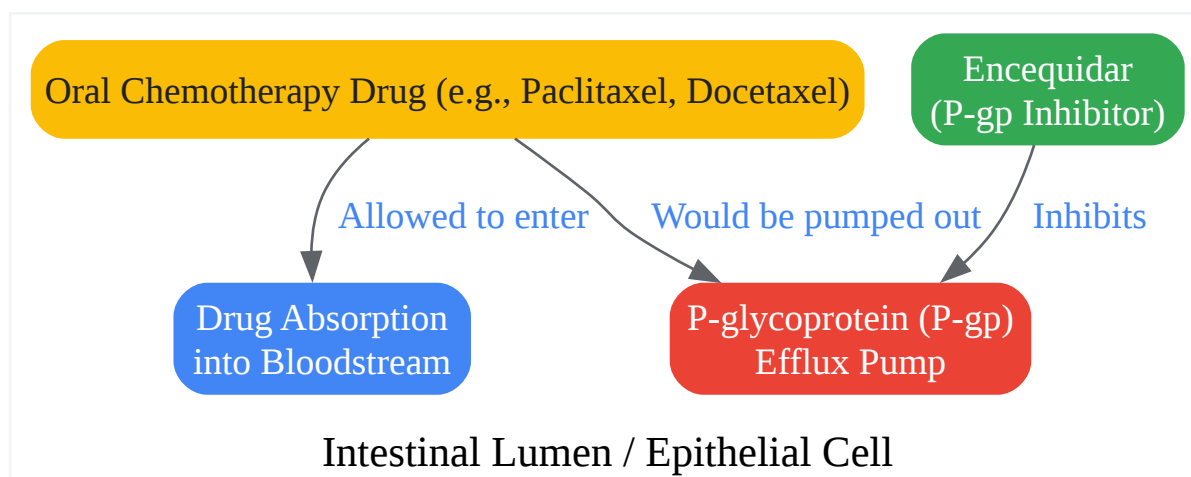 Oral Chemotherapy Drug (e.g., Paclitaxel, Docetaxel)
Encequidar
(P-gp Inhibitor)
Allowed to enter
Would be pumped out
Inhibits
Drug Absorption
into Bloodstream
P-glycoprotein (P-gp)
Efflux Pump
Intestinal Lumen / Epithelial Cell